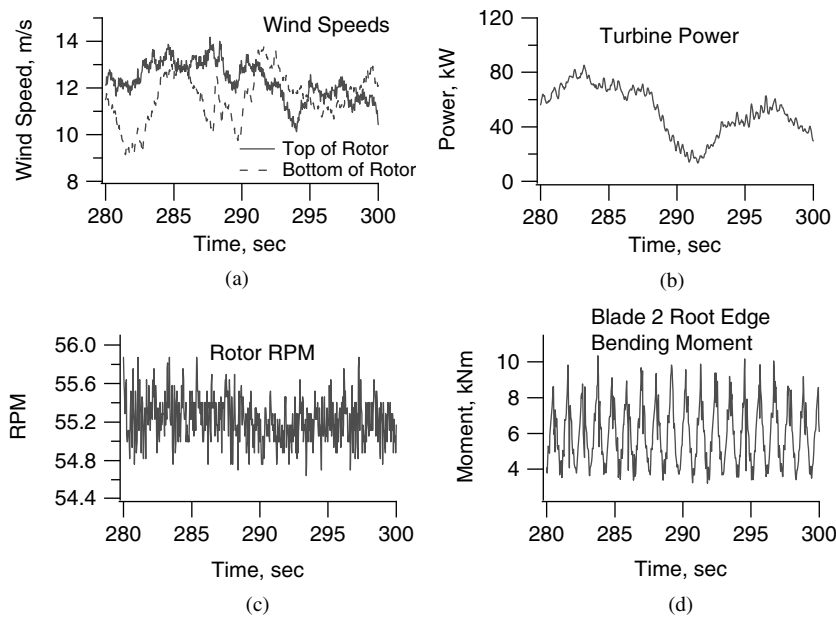 Wind Speeds
Wind Speed, m/s
14
12
10
8
Top of Rotor
Bottom of Rotor
280 285 290 295 300
Time, sec
(a)
Turbine Power
Power, kW
120
80
40
0
280 285 290 295 300
Time, sec
(b)
Rotor RPM
RPM
56.0
55.6
55.2
54.8
54.4
280 285 290 295 300
Time, sec
(c)
Blade 2 Root Edge
Bending Moment
Moment, kNm
10
8
6
4
280 285 290 295 300
Time, sec
(d)